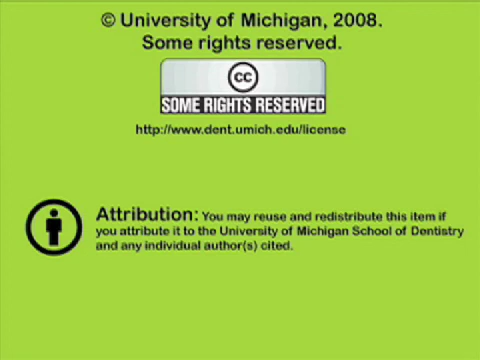 © University of Michigan, 2008.
Some rights reserved.
cc
SOME RIGHTS RESERVED
http://www.dent.umich.edu/license
Attribution: You may reuse and redistribute this item if
you attribute it to the University of Michigan School of Dentistry
and any individual author(s) cited.